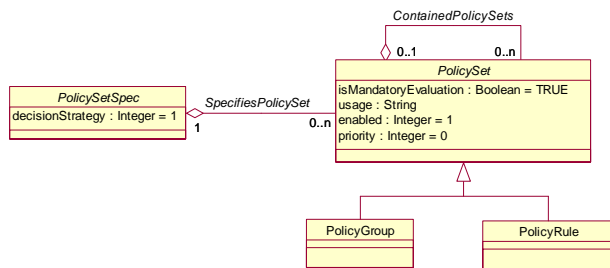 ContainedPolicySets
0..1
0..n
PolicySet
isMandatoryEvaluation : Boolean = TRUE
usage : String
enabled : Integer = 1
priority : Integer = 0
PolicySetSpec
decisionStrategy : Integer = 1
SpecifiesPolicySet
1
0..n
PolicyGroup
PolicyRule